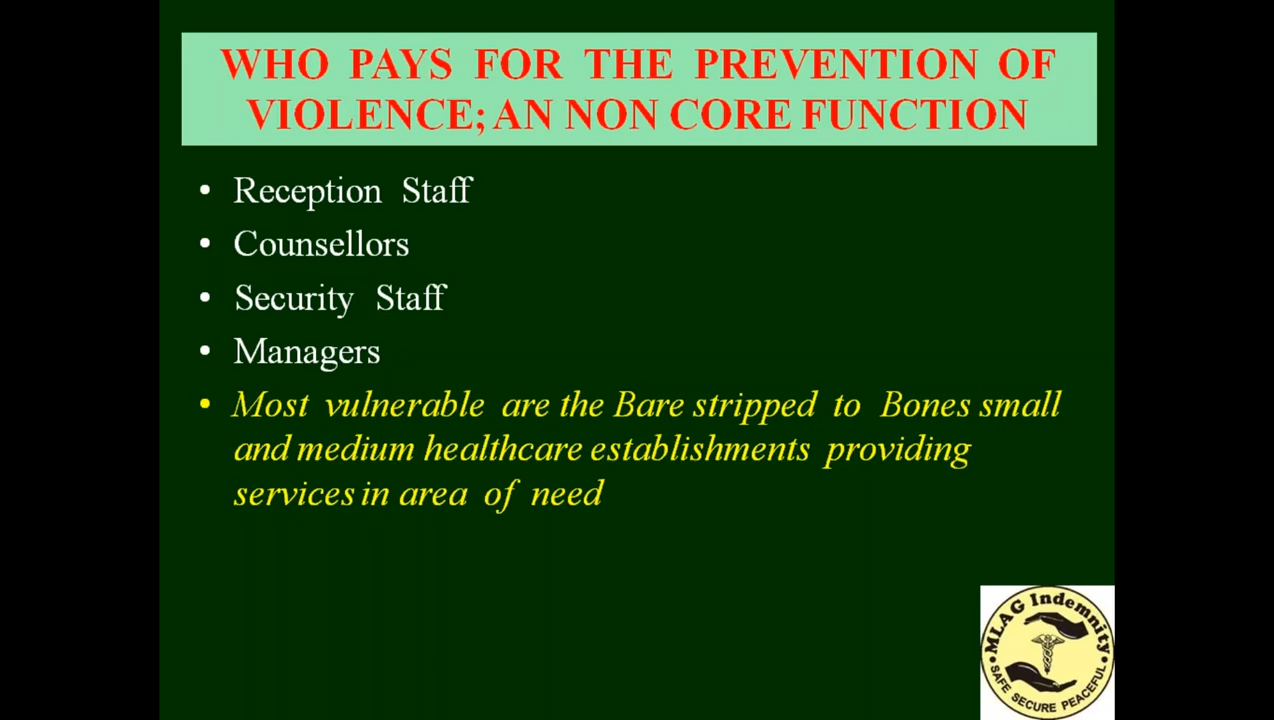 WHO PAYS FOR THE PREVENTION OF
VIOLENCE; AN NON CORE FUNCTION
• Reception Staff
• Counsellors
• Security Staff
• Managers
• Most vulnerable are the Bare stripped to Bones small
and medium healthcare establishments providing
services in area of need
MLAG Indemnity
• SAFE SECURE PEACEFUL •